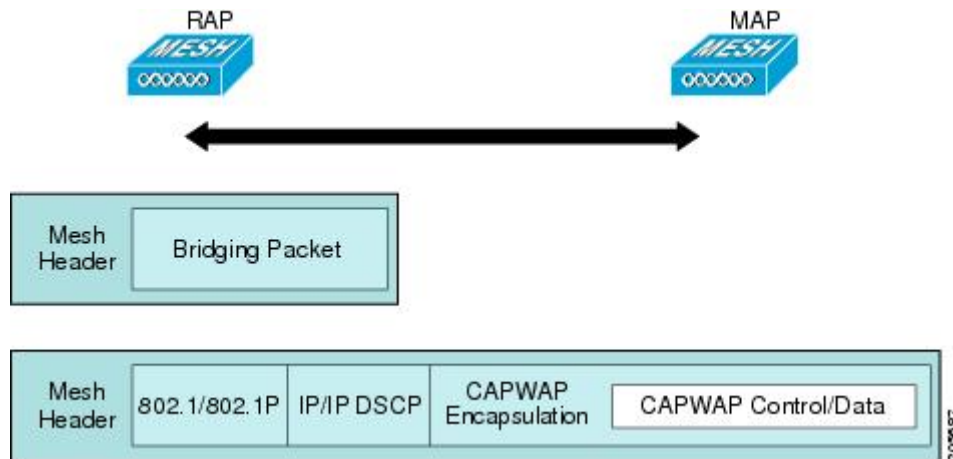 RAP
MAP
MESH
MESH
Mesh
Header
Bridging Packet
Mesh
Header
802.1/802.1P
IP/IP DSCP
CAPWAP
Encapsulation
CAPWAP Control/Data